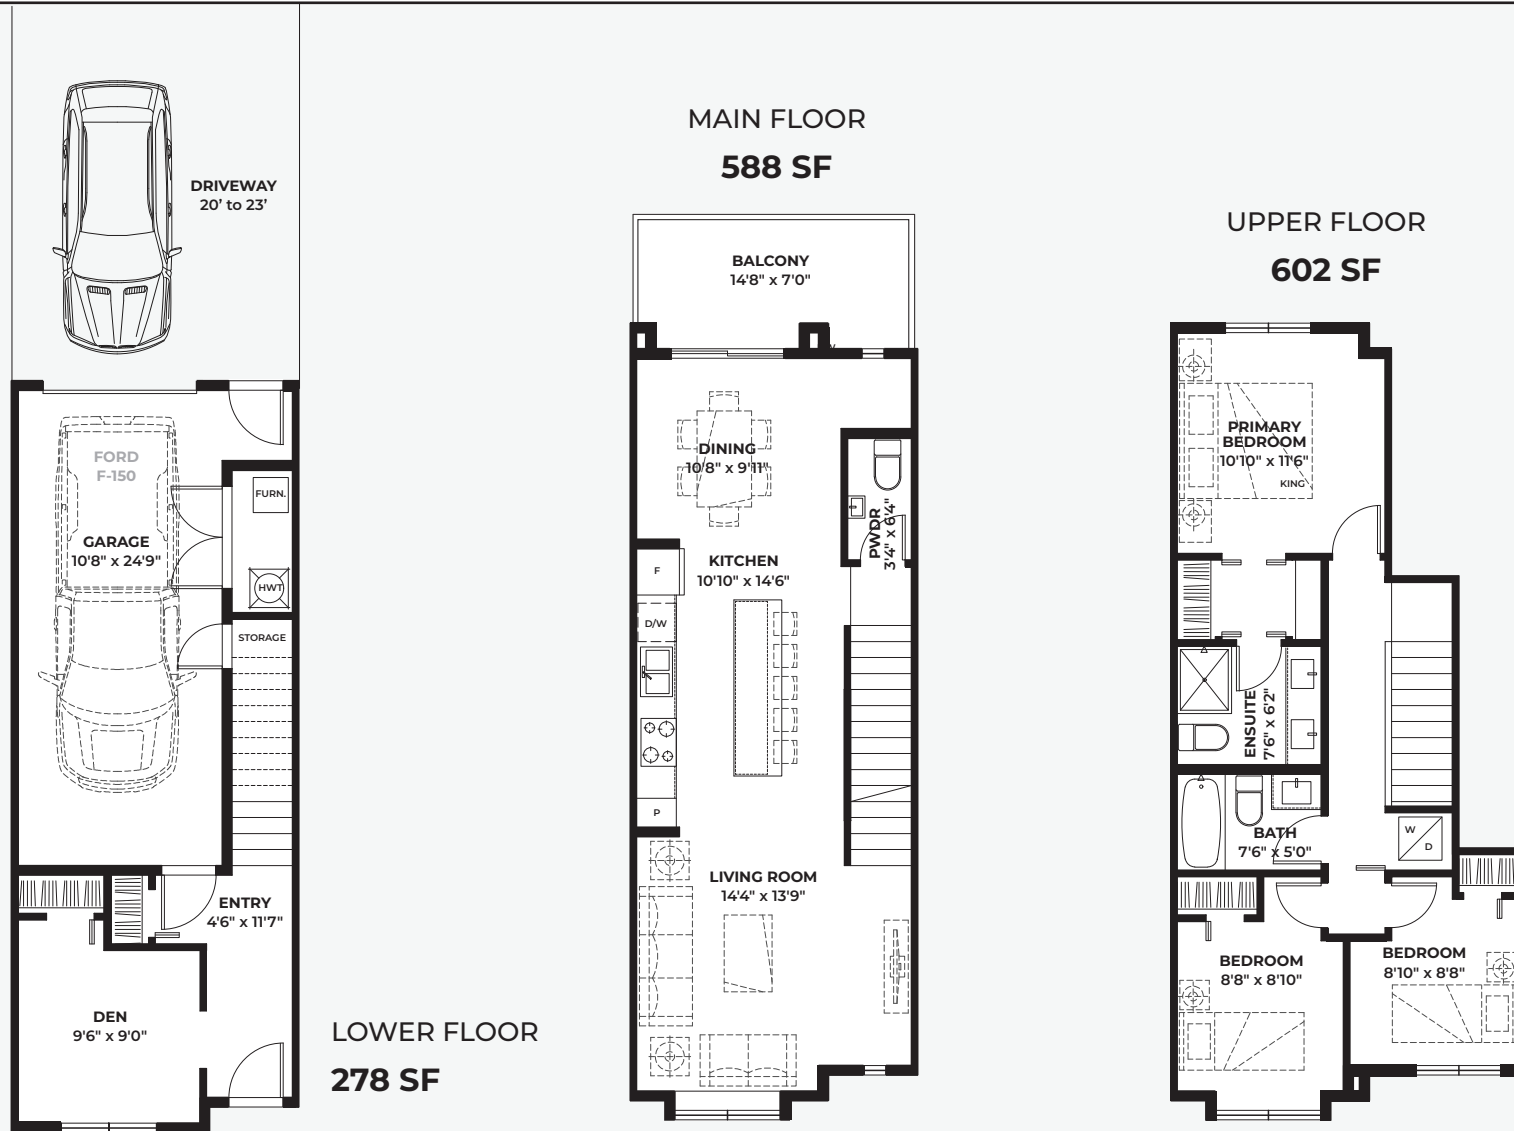 DRIVEWAY
20’ to 23’
FORD
F-150
FURN.
GARAGE
10'8" x 24'9"
HWT
STORAGE
ENTRY
4'6" x 11'7"
DEN
9'6" x 9'0"
LOWER FLOOR
278 SF
MAIN FLOOR
588 SF
BALCONY
14'8" x 7'0"
DINING
10'8" x 9'11"
PWDR
3'4" x 6'4"
KITCHEN
10'10" x 14'6"
F
D/W
P
LIVING ROOM
14'4" x 13'9"
UPPER FLOOR
602 SF
PRIMARY
BEDROOM
10'10" x 11'6"
KING
ENSUITE
7'6" x 6'2"
BATH
7'6" x 5'0"
W
D
BEDROOM
8'8" x 8'10"
BEDROOM
8'10" x 8'8"